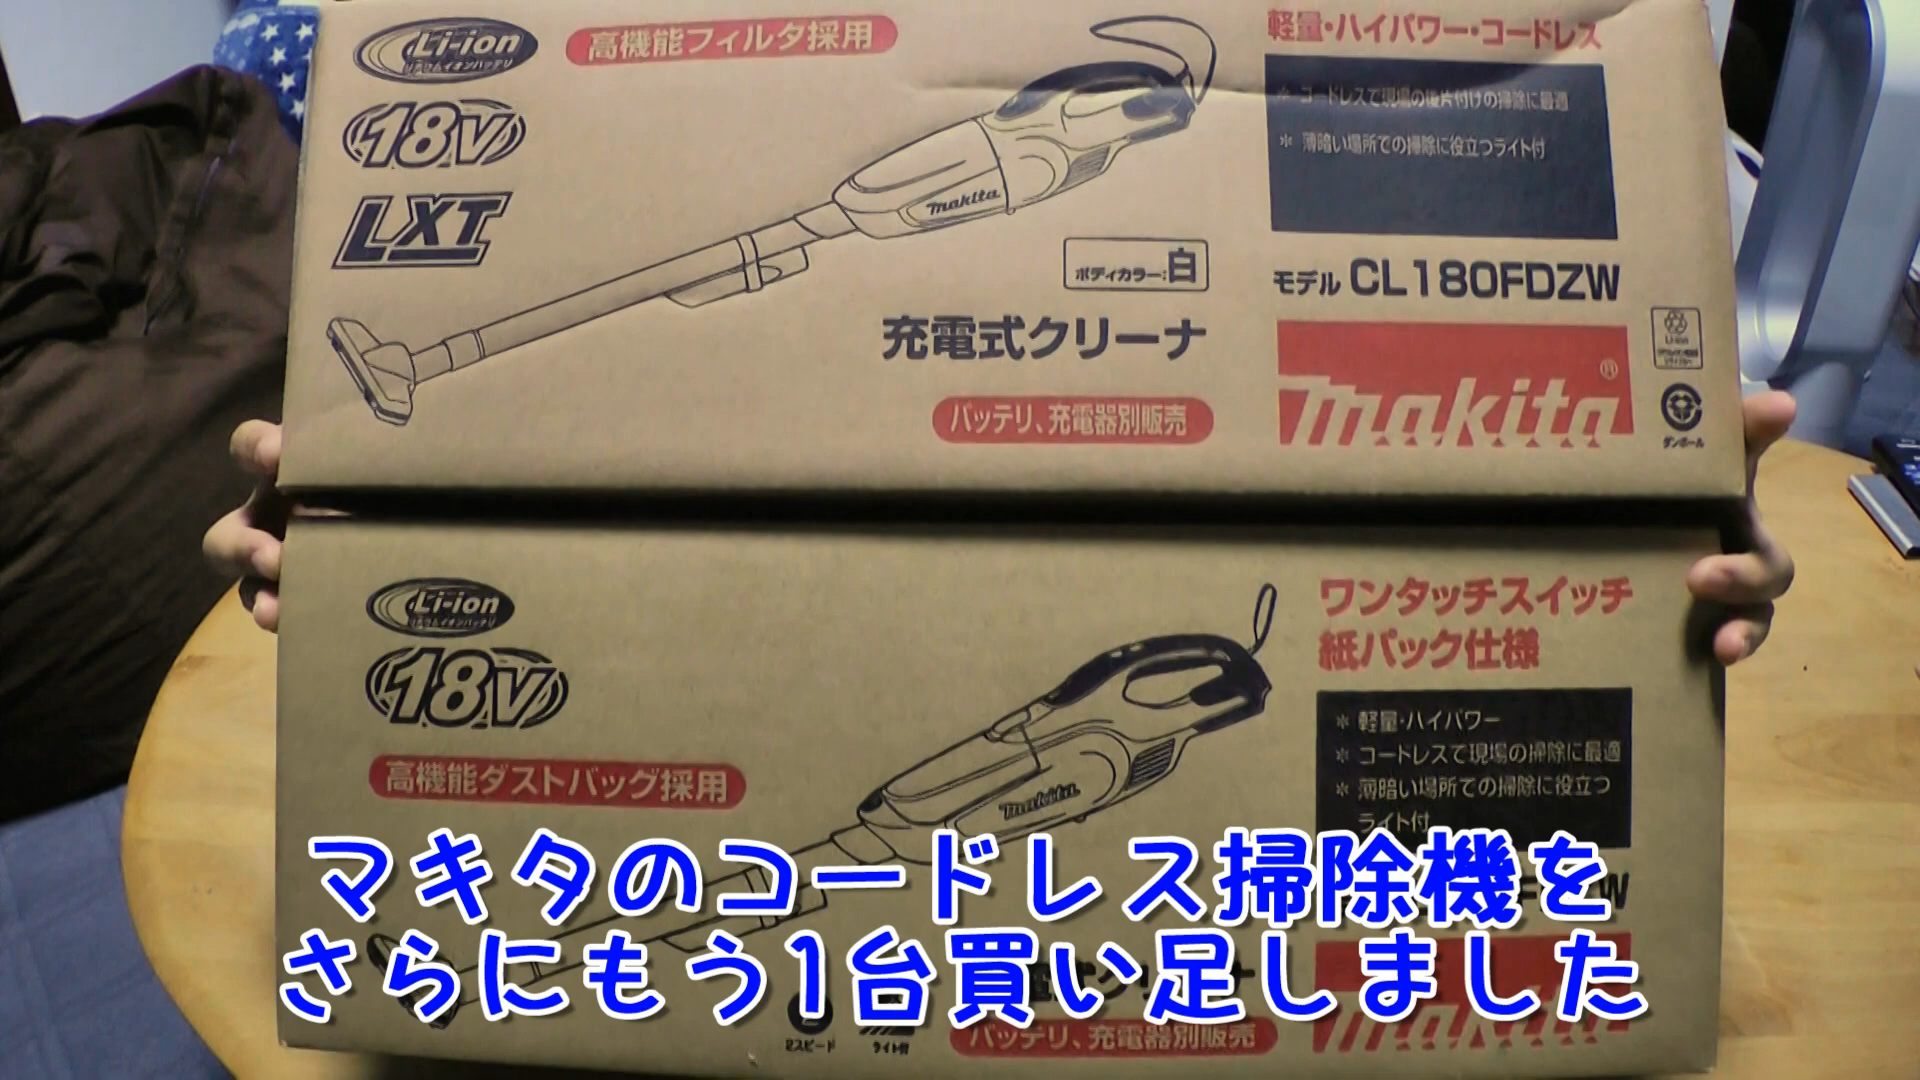 Li-ion
リチウムイオンバッテリ
高機能フィルタ採用
軽量・ハイパワー・コードレス
18V
LXT
* コードレスで現場の後片付けの掃除に最適
* 薄暗い場所での掃除に役立つライト付
makita
ボディカラー:白
モデル CL180FDZW
充電式クリーナ
バッテリ、充電器別販売
makita®
Li-ion
ダンボール
Li-ion
リチウムイオンバッテリ
18V
ワンタッチスイッチ
紙パック仕様
高機能ダストバッグ採用
* 軽量・ハイパワー
* コードレスで現場の掃除に最適
* 薄暗い場所での掃除に役立つ
ライト付
makita
マキタのコードレス掃除機を
さらにもう1台買い足しました
2スピード
ライト付
バッテリ、充電器別販売
makita